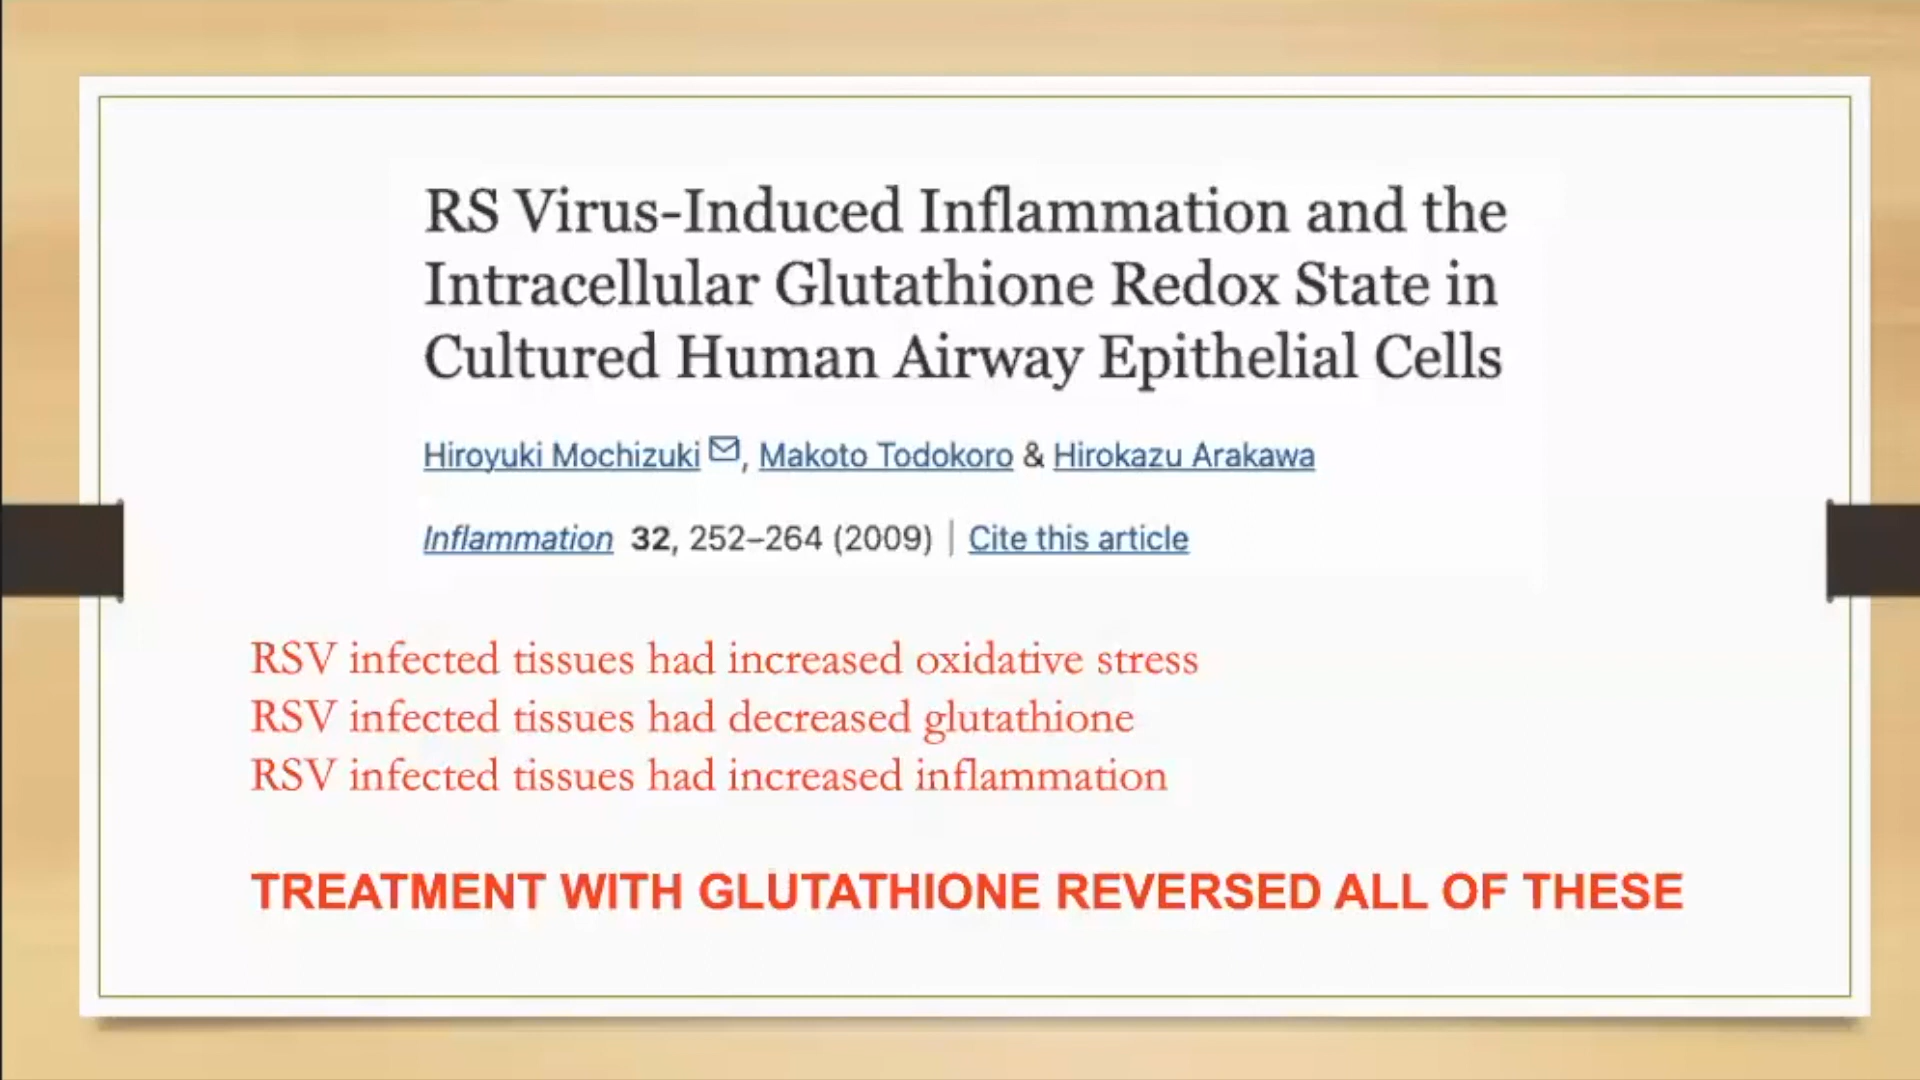 RS Virus-Induced Inflammation and the
Intracellular Glutathione Redox State in
Cultured Human Airway Epithelial Cells
Hiroyuki Mochizuki, Makoto Todokoro & Hirokazu Arakawa
Inflammation 32, 252–264 (2009) | Cite this article
RSV infected tissues had increased oxidative stress
RSV infected tissues had decreased glutathione
RSV infected tissues had increased inflammation
TREATMENT WITH GLUTATHIONE REVERSED ALL OF THESE